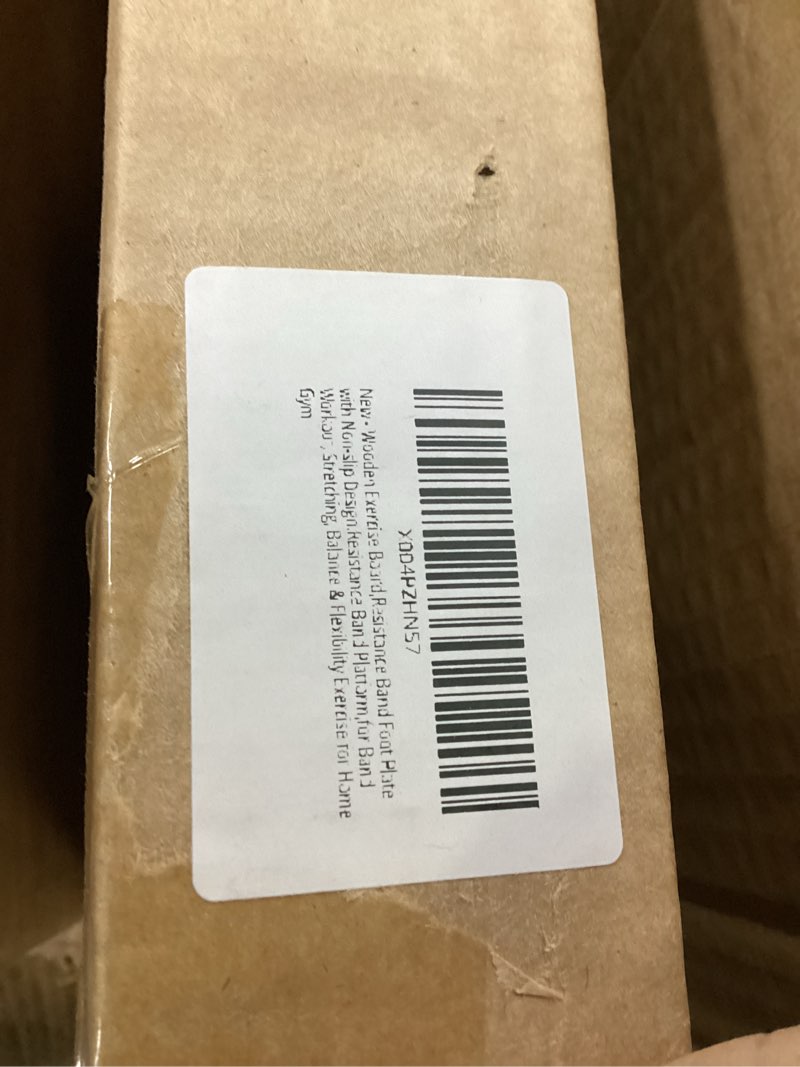 X004PZHN57
New - Wooden Exercise Board,Resistance Band Foot Plate
with Non-slip Design,Resistance Band Platform,for Band
Workout, Stretching, Balance & Flexibility Exercise for Home
Gym